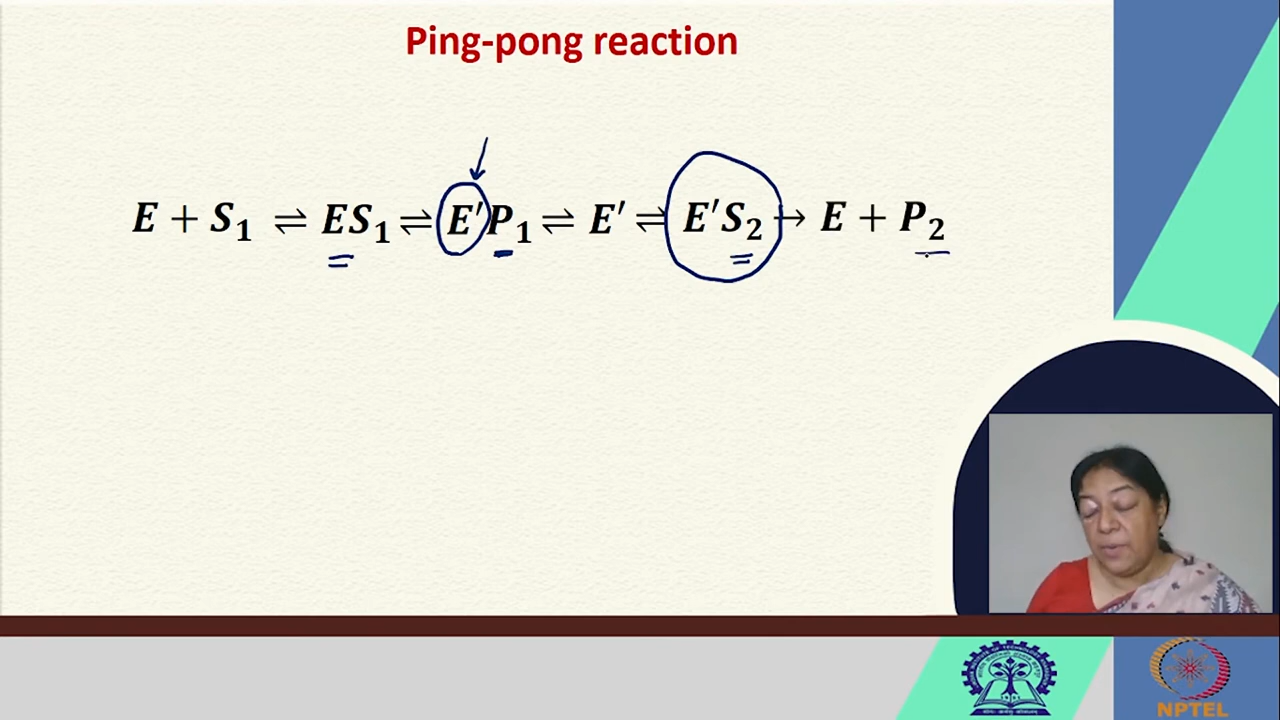 Ping-pong reaction
E + S₁ ⇌ ES₁ ⇌ E′P₁ ⇌ E′ ⇌ E′S₂ → E + P₂
NPTEL